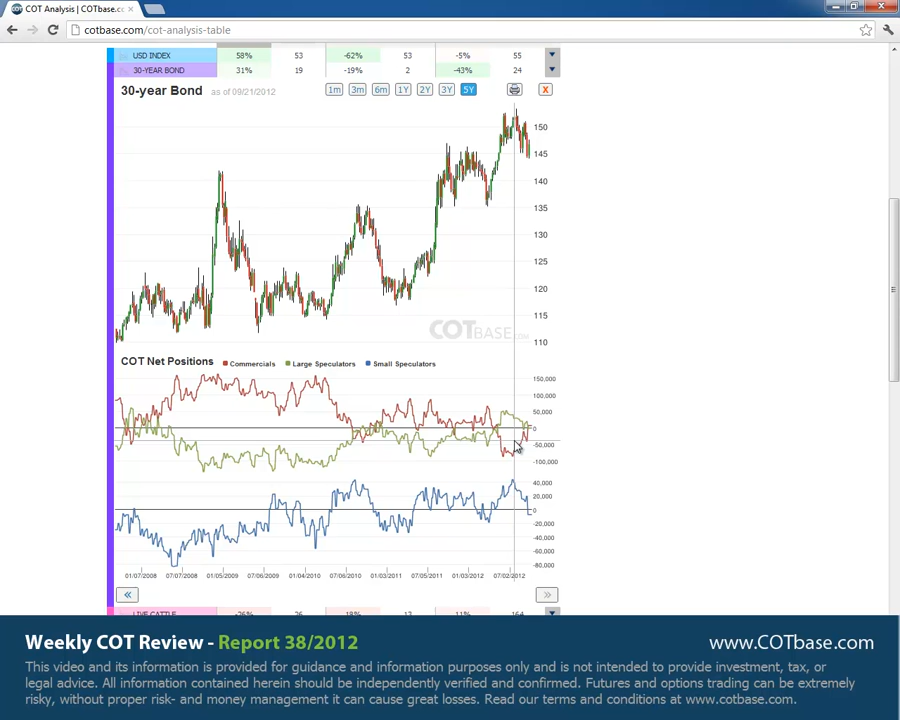 COT Analysis | COTbase.com
cotbase.com/cot-analysis-table
USD INDEX 58% 53 -62% 53 -5% 55
30-YEAR BOND 31% 19 -19% 2 -43% 24
30-year Bond as of 09/21/2012 1m 3m 6m 1Y 2Y 3Y 5Y X
150
145
140
135
130
125
120
115
110
COTBASE.COM
COT Net Positions Commercials Large Speculators Small Speculators
150,000
100,000
50,000
0
-50,000
-100,000
40,000
20,000
0
-20,000
-40,000
-60,000
-80,000
01/07/2008 07/07/2008 01/05/2009 07/06/2009 01/04/2010 07/06/2010 01/03/2011 07/05/2011 01/03/2012 07/02/2012
« »
LIVE CATTLE -26% 26 18% 13 11% 164
Weekly COT Review - Report 38/2012 www.COTbase.com
This video and its information is provided for guidance and information purposes only and is not intended to provide investment, tax, or
legal advice. All information contained herein should be independently verified and confirmed. Futures and options trading can be extremely
risky, without proper risk- and money management it can cause great losses. Read our terms and conditions at www.cotbase.com.